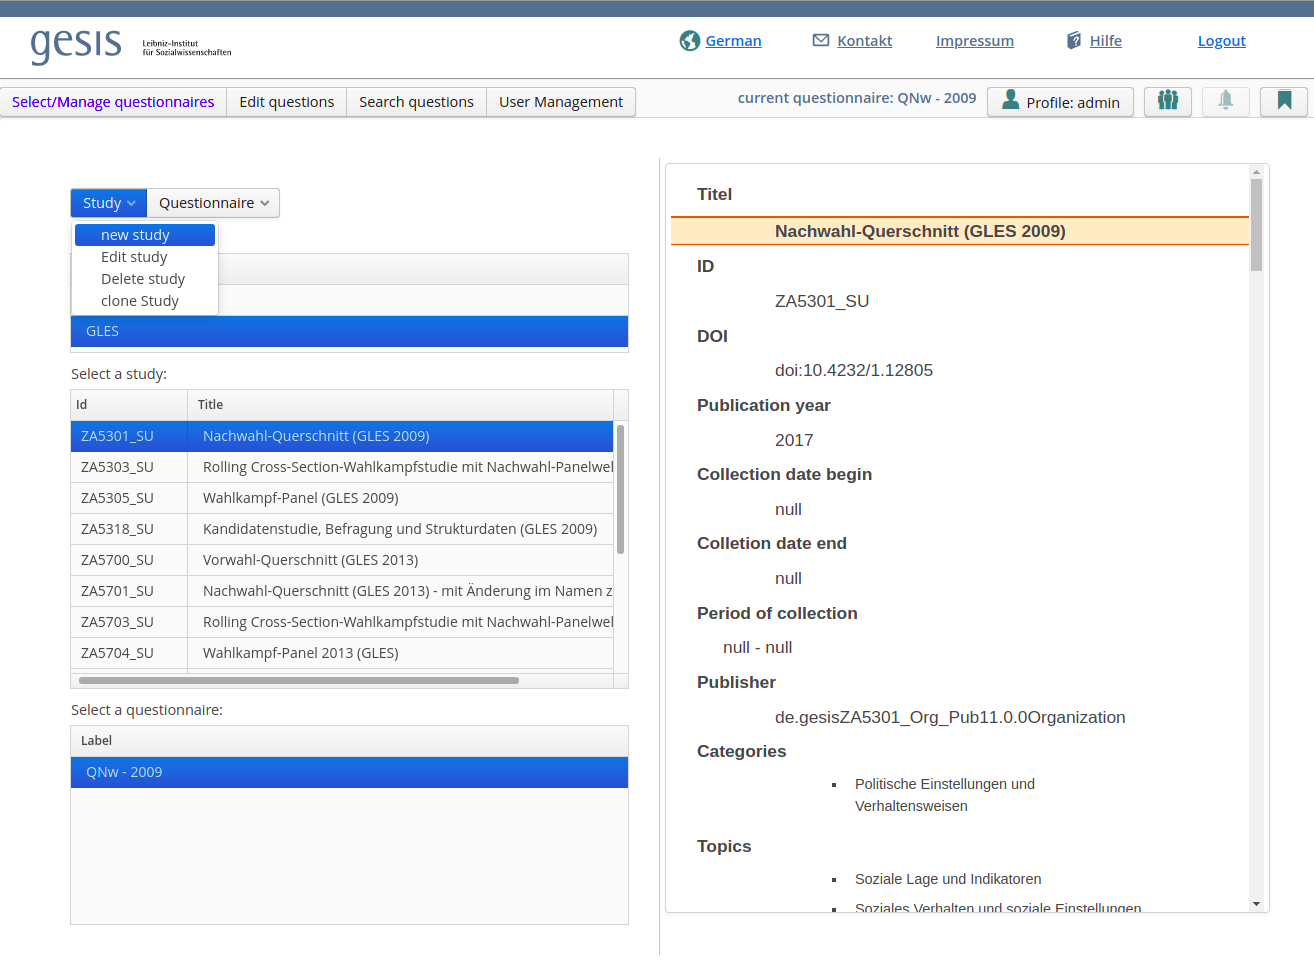 gesis
Leibniz-Institut
für Sozialwissenschaften
German
Kontakt
Impressum
Hilfe
Logout
Select/Manage questionnaires
Edit questions
Search questions
User Management
current questionnaire: QNw - 2009
Profile: admin
Study
Questionnaire
new study
Edit study
Delete study
clone Study
GLES
Select a study:
Id Title
ZA5301_SU Nachwahl-Querschnitt (GLES 2009)
ZA5303_SU Rolling Cross-Section-Wahlkampfstudie mit Nachwahl-Panelwel
ZA5305_SU Wahlkampf-Panel (GLES 2009)
ZA5318_SU Kandidatenstudie, Befragung und Strukturdaten (GLES 2009)
ZA5700_SU Vorwahl-Querschnitt (GLES 2013)
ZA5701_SU Nachwahl-Querschnitt (GLES 2013) - mit Änderung im Namen z
ZA5703_SU Rolling Cross-Section-Wahlkampfstudie mit Nachwahl-Panelwel
ZA5704_SU Wahlkampf-Panel 2013 (GLES)
Select a questionnaire:
Label
QNw - 2009
Titel
Nachwahl-Querschnitt (GLES 2009)
ID
ZA5301_SU
DOI
doi:10.4232/1.12805
Publication year
2017
Collection date begin
null
Colletion date end
null
Period of collection
null - null
Publisher
de.gesisZA5301_Org_Pub11.0.0Organization
Categories
Politische Einstellungen und
Verhaltensweisen
Topics
Soziale Lage und Indikatoren
Soziales Verhalten und soziale Einstellungen